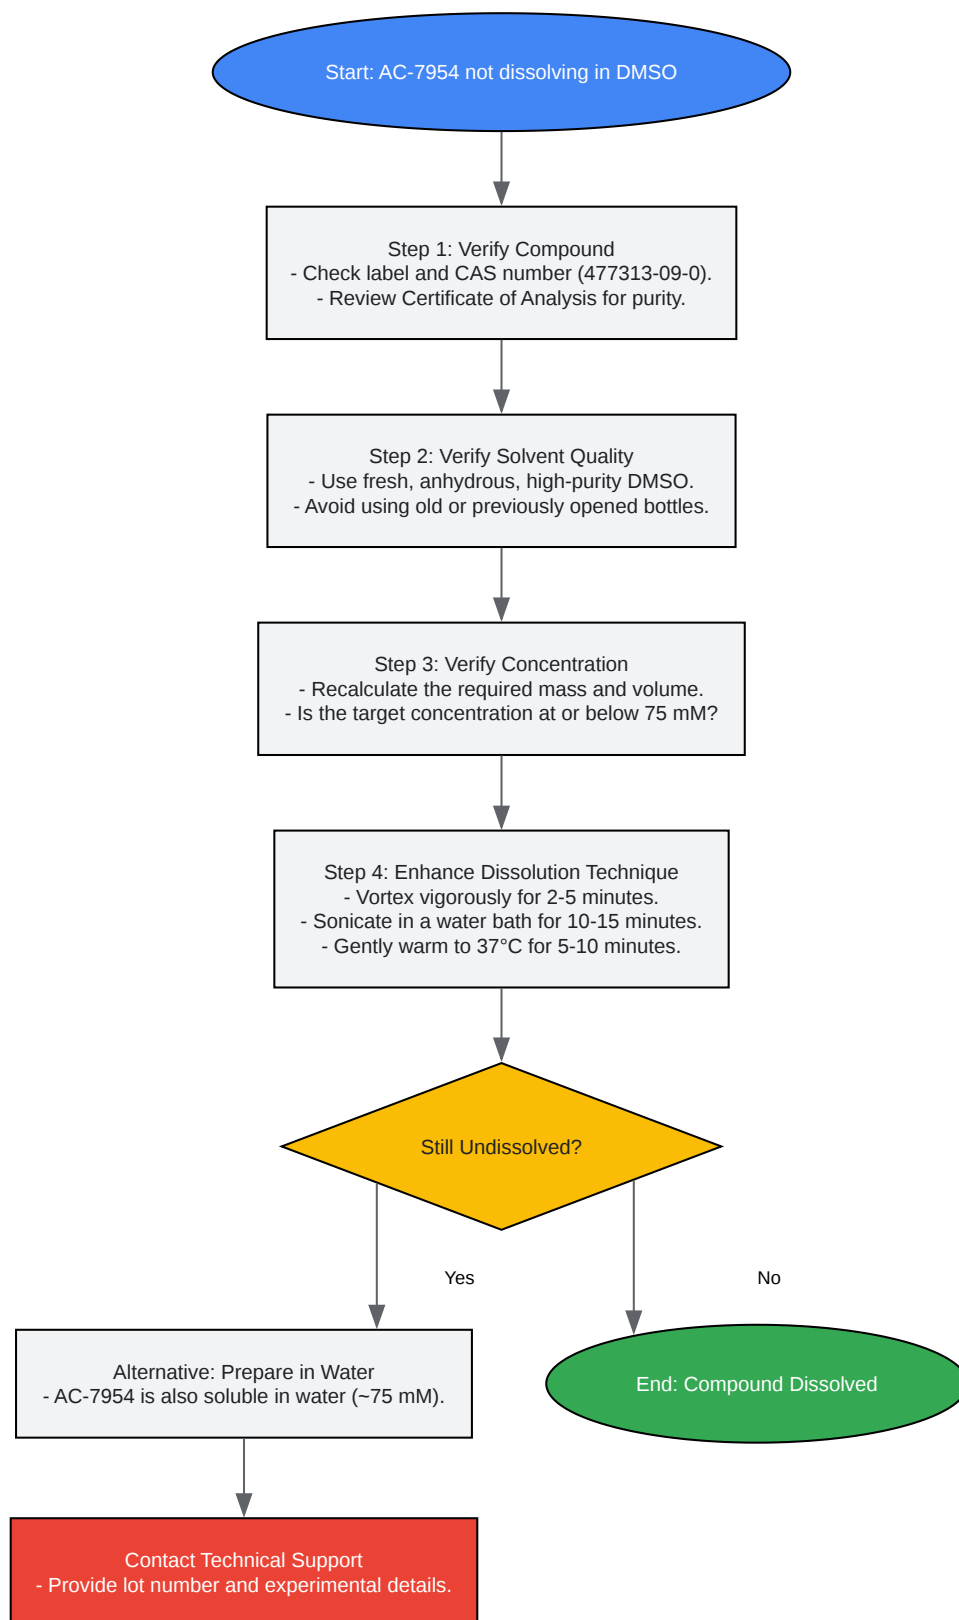 Start: AC-7954 not dissolving in DMSO
Step 1: Verify Compound
- Check label and CAS number (477313-09-0).
- Review Certificate of Analysis for purity.
Step 2: Verify Solvent Quality
- Use fresh, anhydrous, high-purity DMSO.
- Avoid using old or previously opened bottles.
Step 3: Verify Concentration
- Recalculate the required mass and volume.
- Is the target concentration at or below 75 mM?
Step 4: Enhance Dissolution Technique
- Vortex vigorously for 2-5 minutes.
- Sonicate in a water bath for 10-15 minutes.
- Gently warm to 37°C for 5-10 minutes.
Still Undissolved?
Yes
No
Alternative: Prepare in Water
- AC-7954 is also soluble in water (~75 mM).
End: Compound Dissolved
Contact Technical Support
- Provide lot number and experimental details.